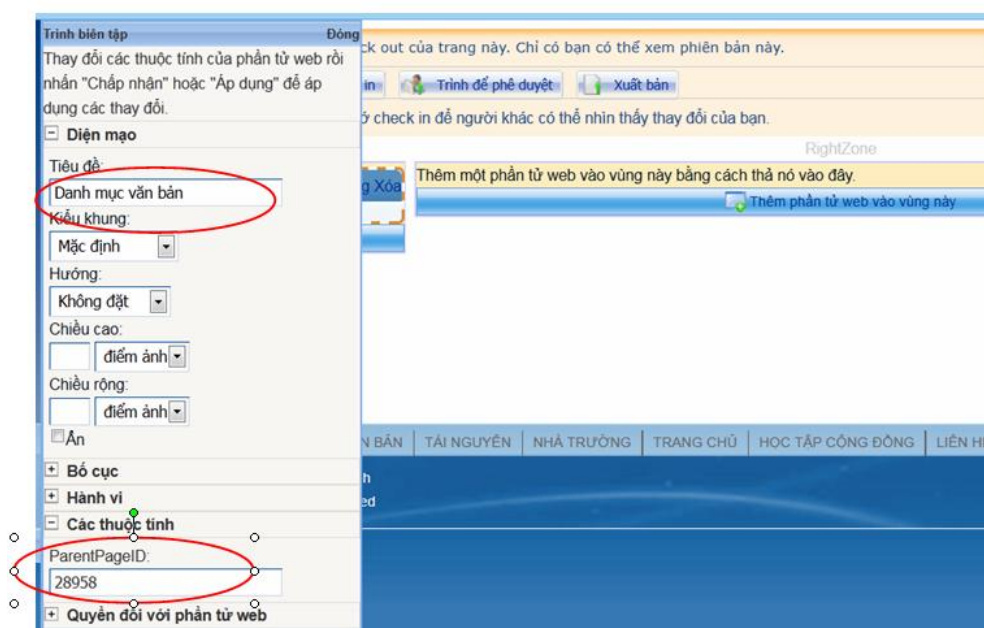 Trình biên tập Đóng
Thay đổi các thuộc tính của phần tử web rồi
nhấn "Chấp nhận" hoặc "Áp dụng" để áp
dụng các thay đổi.
Diện mạo
Tiêu đề:
Danh mục văn bản
Kiểu khung:
Mặc định
Hướng:
Không đặt
Chiều cao:
điểm ảnh
Chiều rộng:
điểm ảnh
Ẩn
Bố cục
Hành vi
Các thuộc tính
ParentPageID:
28958
Quyền đối với phần tử web
ck out của trang này. Chỉ có bạn có thể xem phiên bản này.
in Trình để phê duyệt Xuất bản
check in để người khác có thể nhìn thấy thay đổi của bạn.
RightZone
Xóa
Thêm một phần tử web vào vùng này bằng cách thả nó vào đây.
Thêm phần tử web vào vùng này
N BẢN TÀI NGUYÊN NHÀ TRƯỜNG TRANG CHỦ HỌC TẬP CỘNG ĐỒNG LIÊN H
h
ed